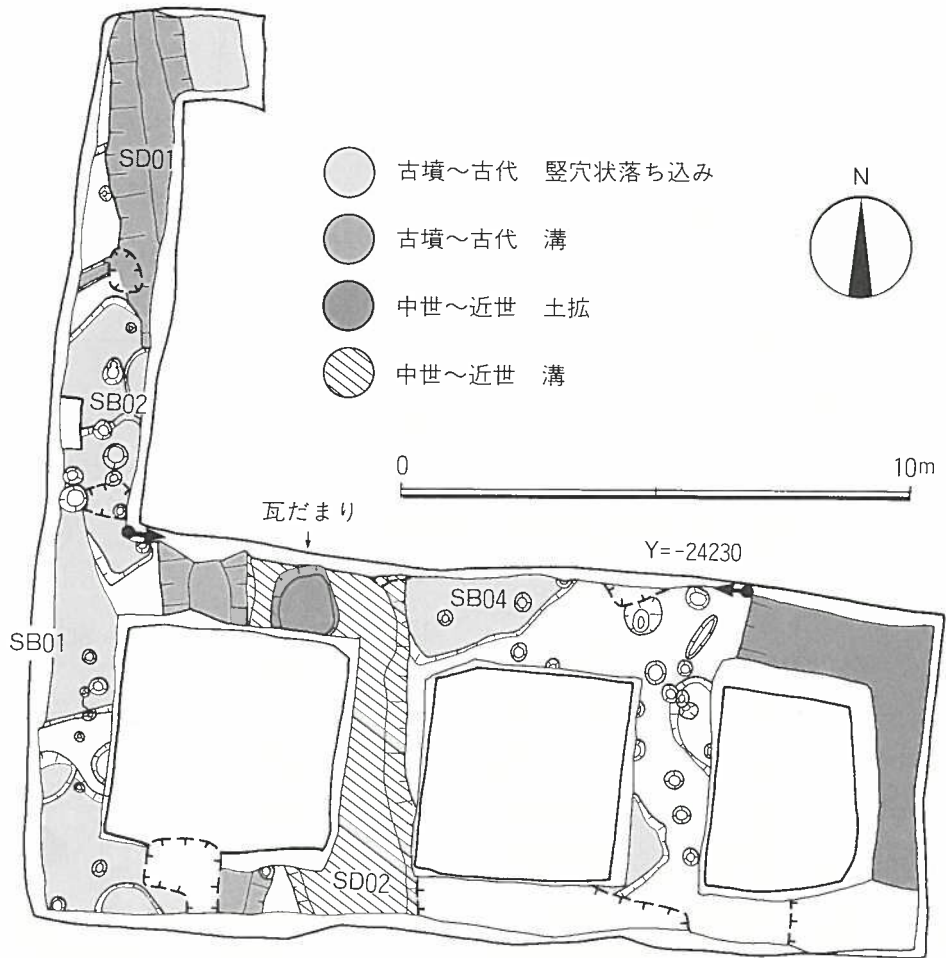 SD01
古墳～古代 竪穴状落ち込み
N
古墳～古代 溝
中世～近世 土拡
中世～近世 溝
SB02
0 10m
瓦だまり
↓
Y=-24230
SB04
SB01
SD02